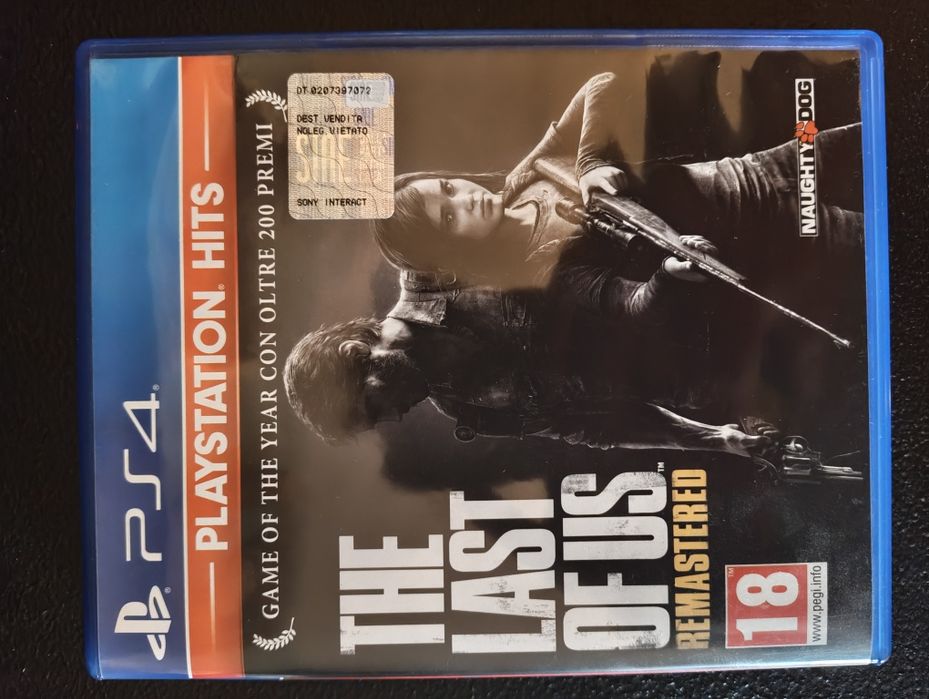 PS4
PLAYSTATION® HITS
GAME OF THE YEAR CON OLTRE 200 PREMI
DT 0207397072
DEST.VENDITA
NOLEG.VIETATO
SONY INTERACT
NAUGHTY DOG
THE
LAST
OF US™
REMASTERED
18
www.pegi.info